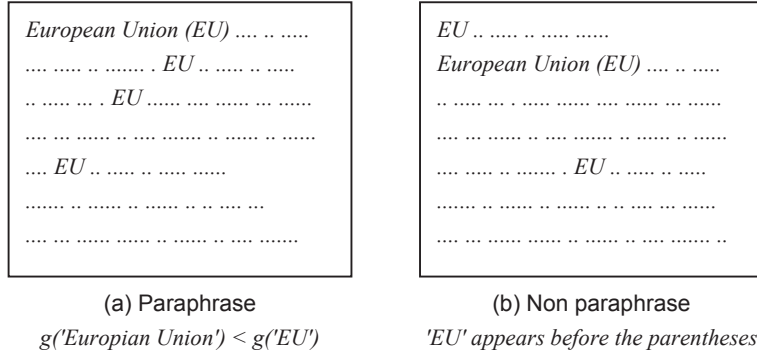 European Union (EU) .... .. .....
.... ..... .. ....... . EU .. ..... .. .....
.. ..... ... . EU ...... .... ...... ... ......
.... ... ...... .. .... ........ .. ...... .. ......
.... EU .. ..... .. ..... ......
....... .. ...... .. ...... .. .. .... ...
.... ... ...... ...... .. ...... .. .... .......
(a) Paraphrase
g('Europian Union') < g('EU')
EU .. ..... .. ..... ......
European Union (EU) .... .. .....
.. ..... ... . ...... .... ...... ... ......
.... ... ...... .. .... ........ .. ...... .. ......
.... ..... .. ....... . EU .. ..... .. .....
....... .. ...... .. ...... .. .. .... ... ......
.... ... ...... ...... .. ...... .. .... ....... ..
(b) Non paraphrase
'EU' appears before the parentheses